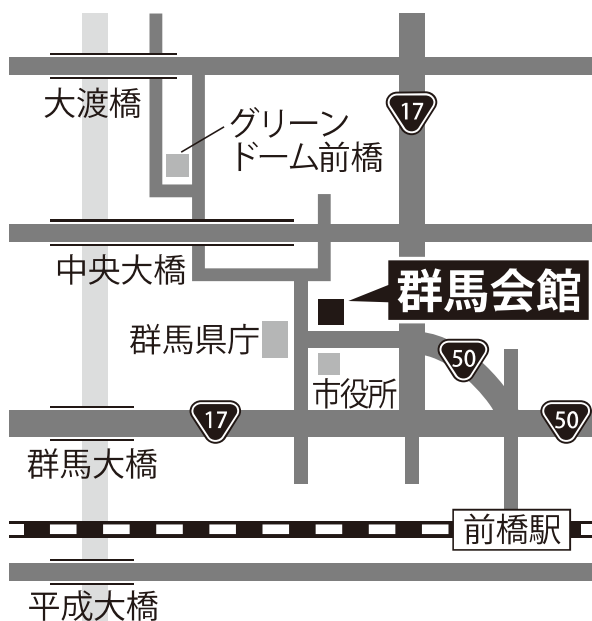 大渡橋
17
グリーン
ドーム前橋
中央大橋
群馬会館
群馬県庁
50
市役所
17
50
群馬大橋
前橋駅
平成大橋